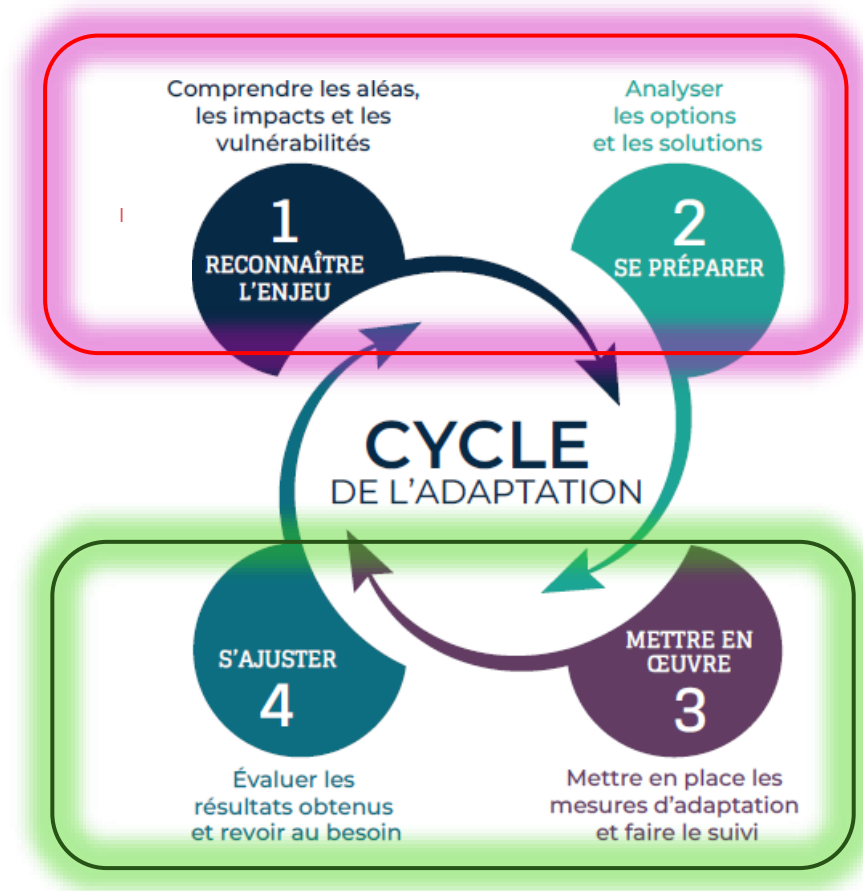 Comprendre les aléas,
les impacts et les
vulnérabilités
1
RECONNAÎTRE
L'ENJEU
Analyser
les options
et les solutions
2
SE PRÉPARER
CYCLE
DE L'ADAPTATION
METTRE EN
ŒUVRE
3
Mettre en place les
mesures d'adaptation
et faire le suivi
S'AJUSTER
4
Évaluer les
résultats obtenus
et revoir au besoin